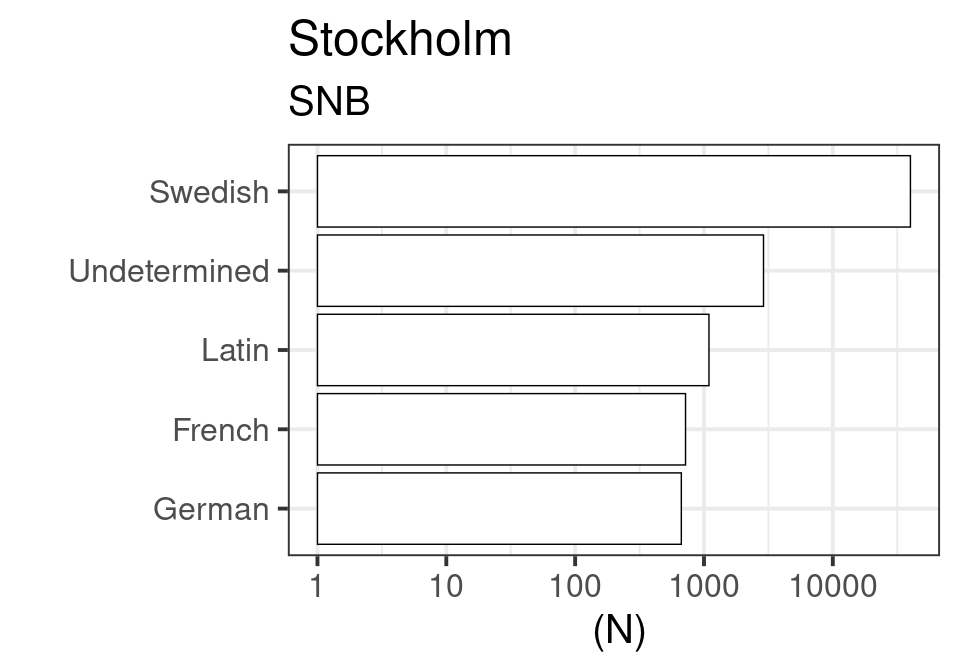 Stockholm
SNB
Swedish
Undetermined
Latin
French
German
1 10 100 1000 10000
(N)